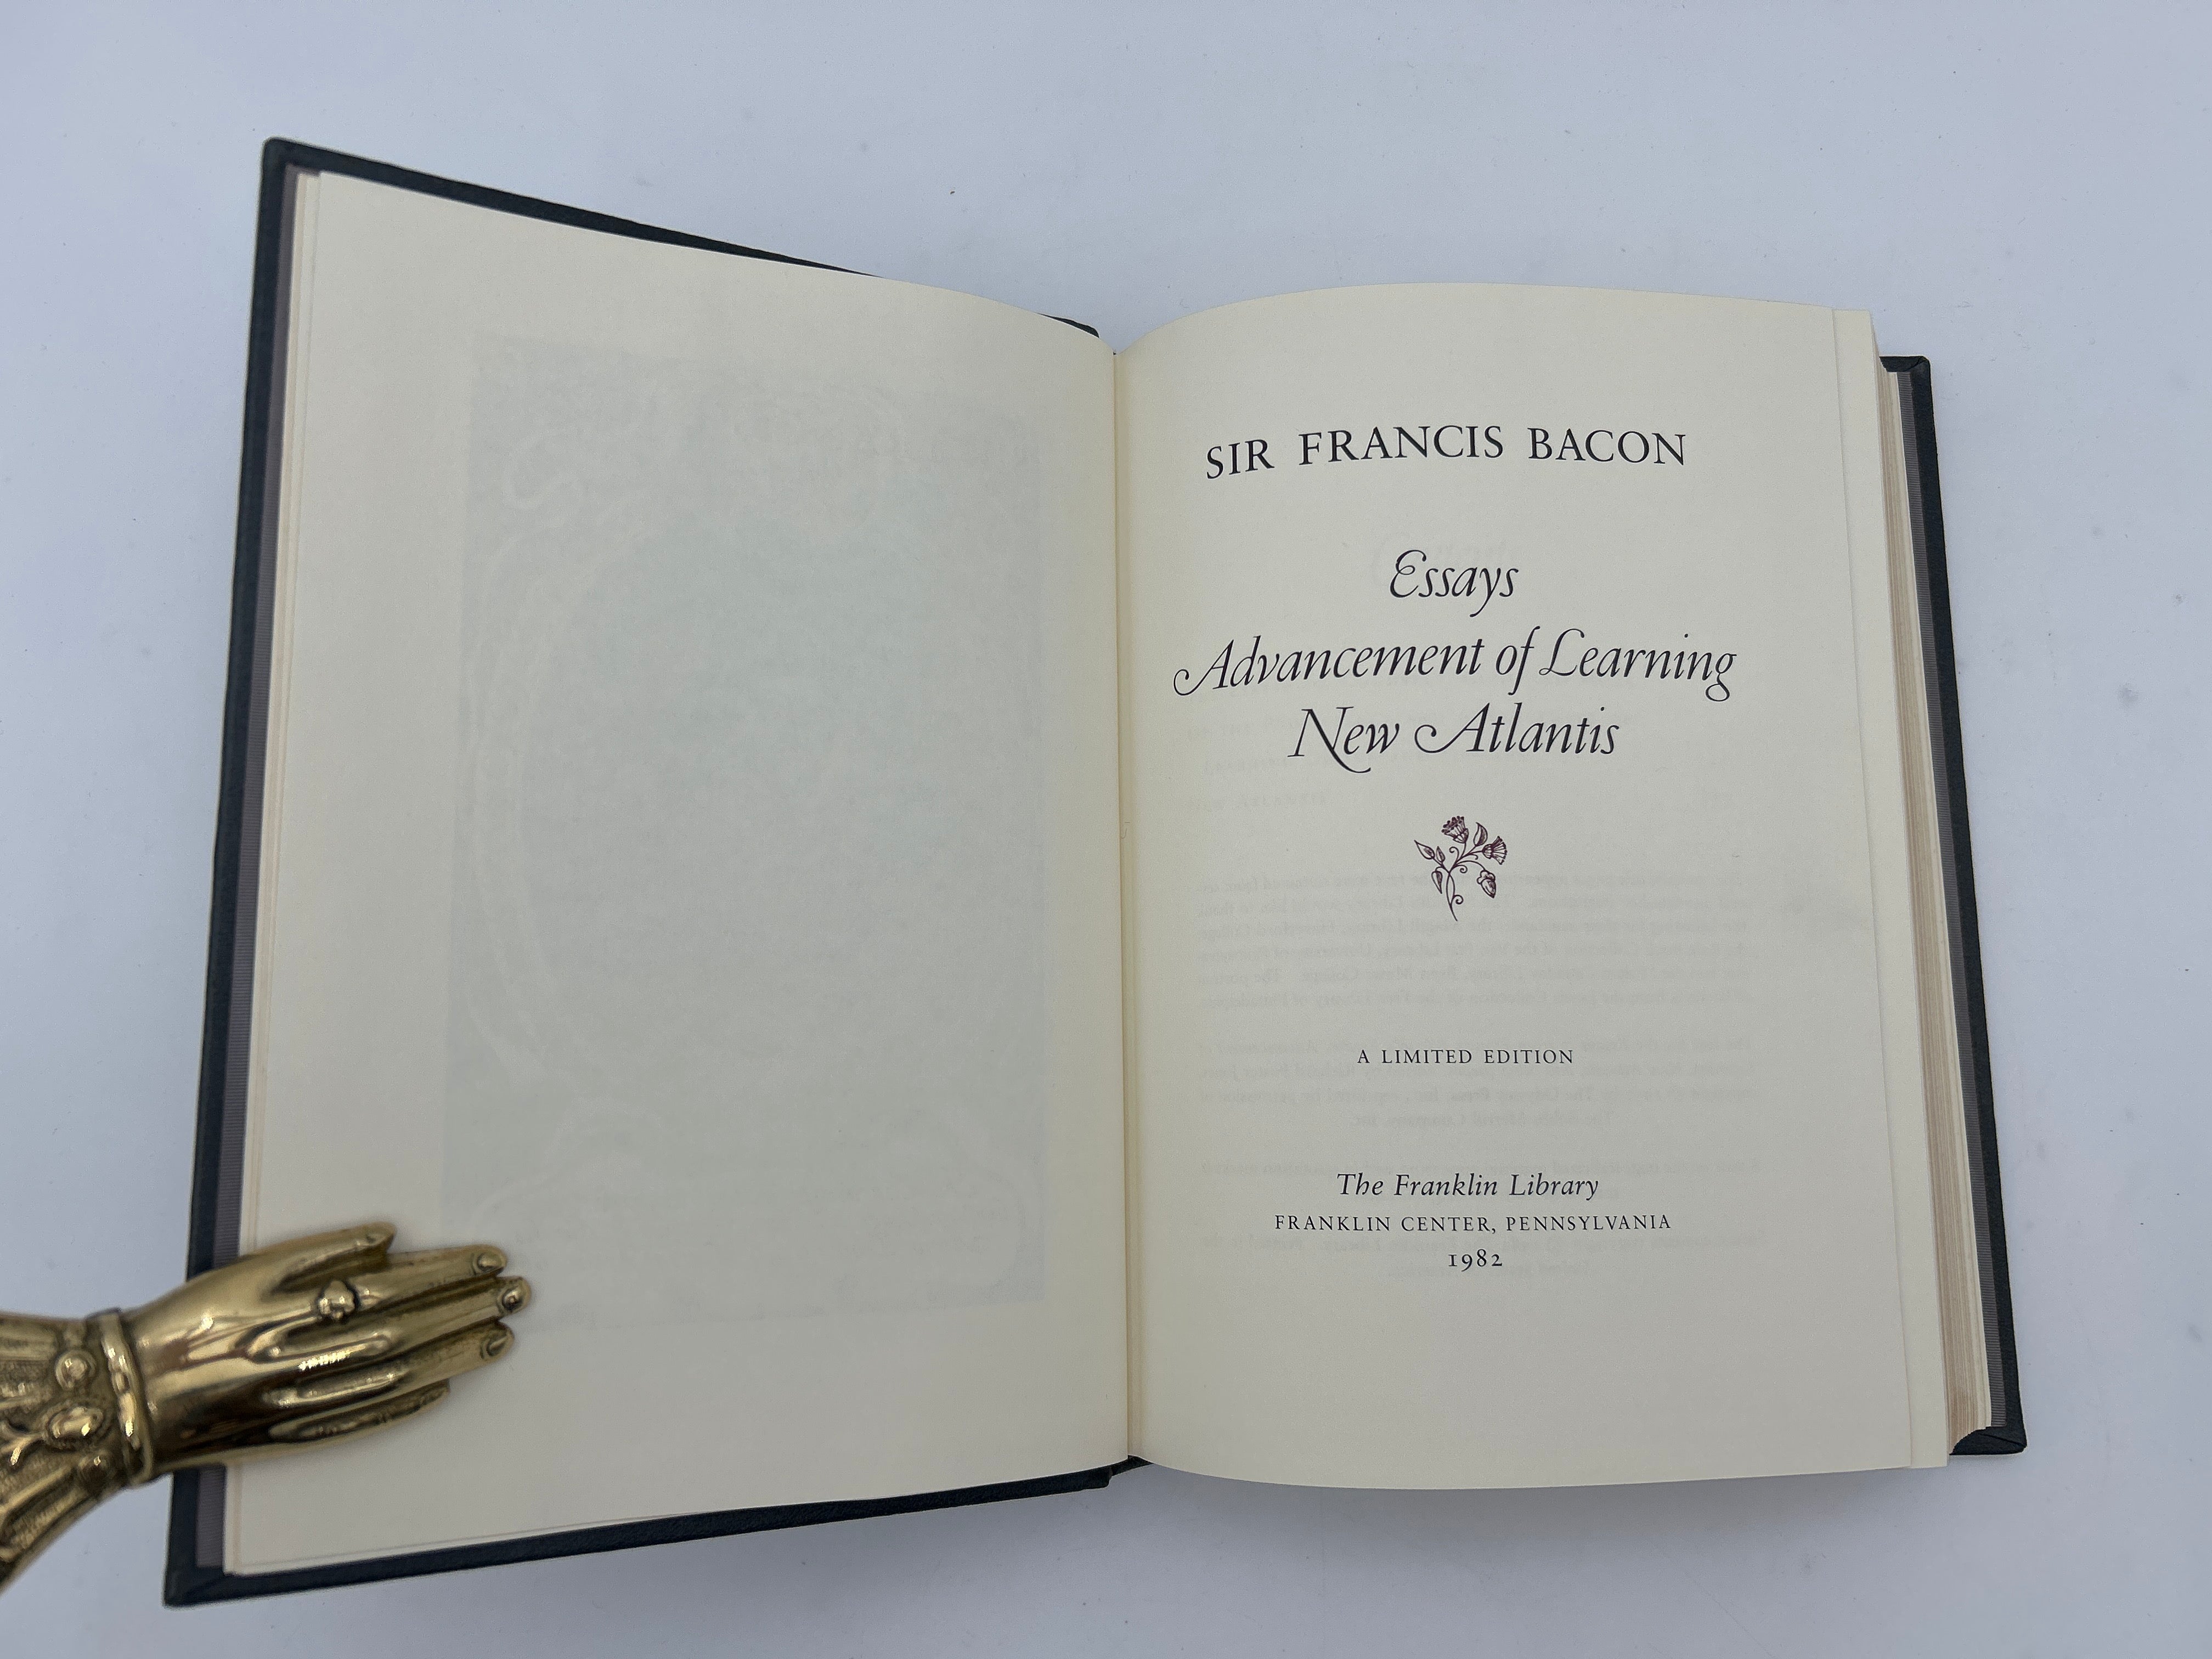 SIR FRANCIS BACON
Essays
Advancement of Learning
New Atlantis
A LIMITED EDITION
The Franklin Library
FRANKLIN CENTER, PENNSYLVANIA
1982